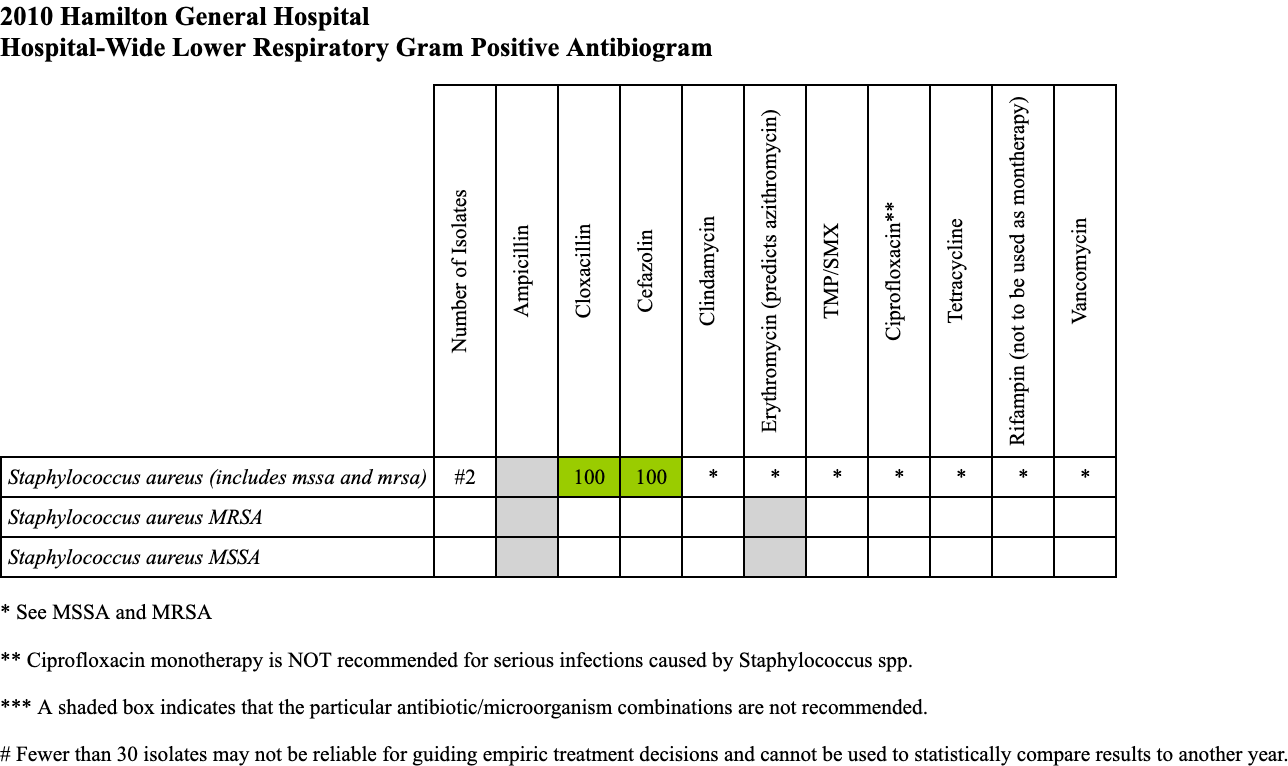 2010 Hamilton General Hospital
Hospital-Wide Lower Respiratory Gram Positive Antibiogram
Number of Isolates
Ampicillin
Cloxacillin
Cefazolin
Clindamycin
Erythromycin (predicts azithromycin)
TMP/SMX
Ciprofloxacin**
Tetracycline
Rifampin (not to be used as montherapy)
Vancomycin
Staphylococcus aureus (includes mssa and mrsa) #2 100 100 * * * * * * *
Staphylococcus aureus MRSA
Staphylococcus aureus MSSA
* See MSSA and MRSA
** Ciprofloxacin monotherapy is NOT recommended for serious infections caused by Staphylococcus spp.
*** A shaded box indicates that the particular antibiotic/microorganism combinations are not recommended.
# Fewer than 30 isolates may not be reliable for guiding empiric treatment decisions and cannot be used to statistically compare results to another year.